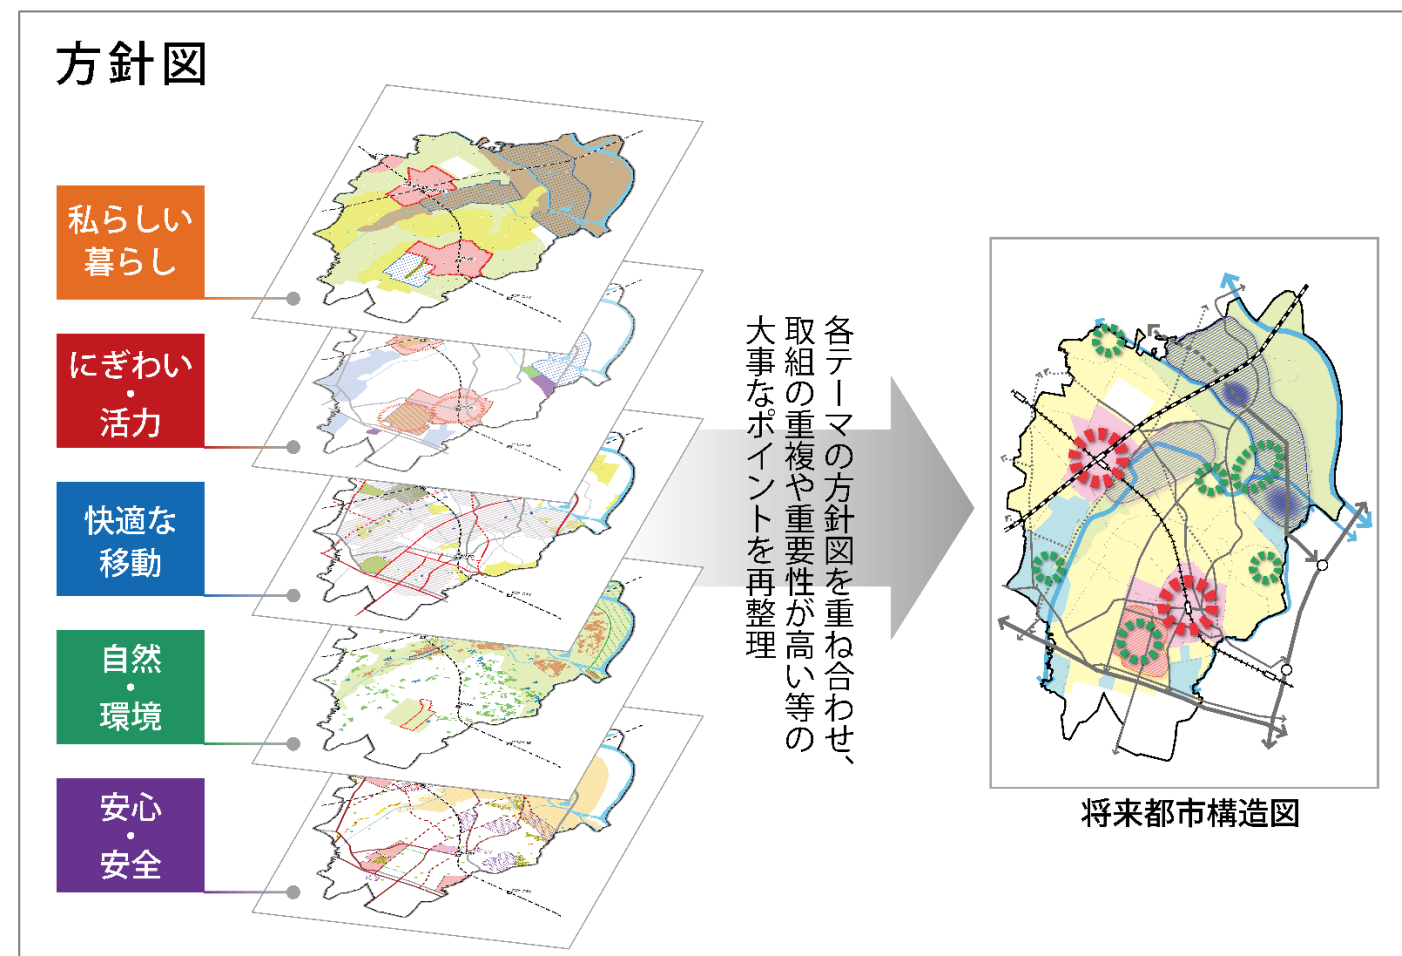 方針図
私らしい
暮らし
にぎわい
・
活力
快適な
移動
自然
・
環境
安心
・
安全
各テーマの方針図を重ね合わせ、
取組の重複や重要性が高い等の
大事なポイントを再整理
将来都市構造図